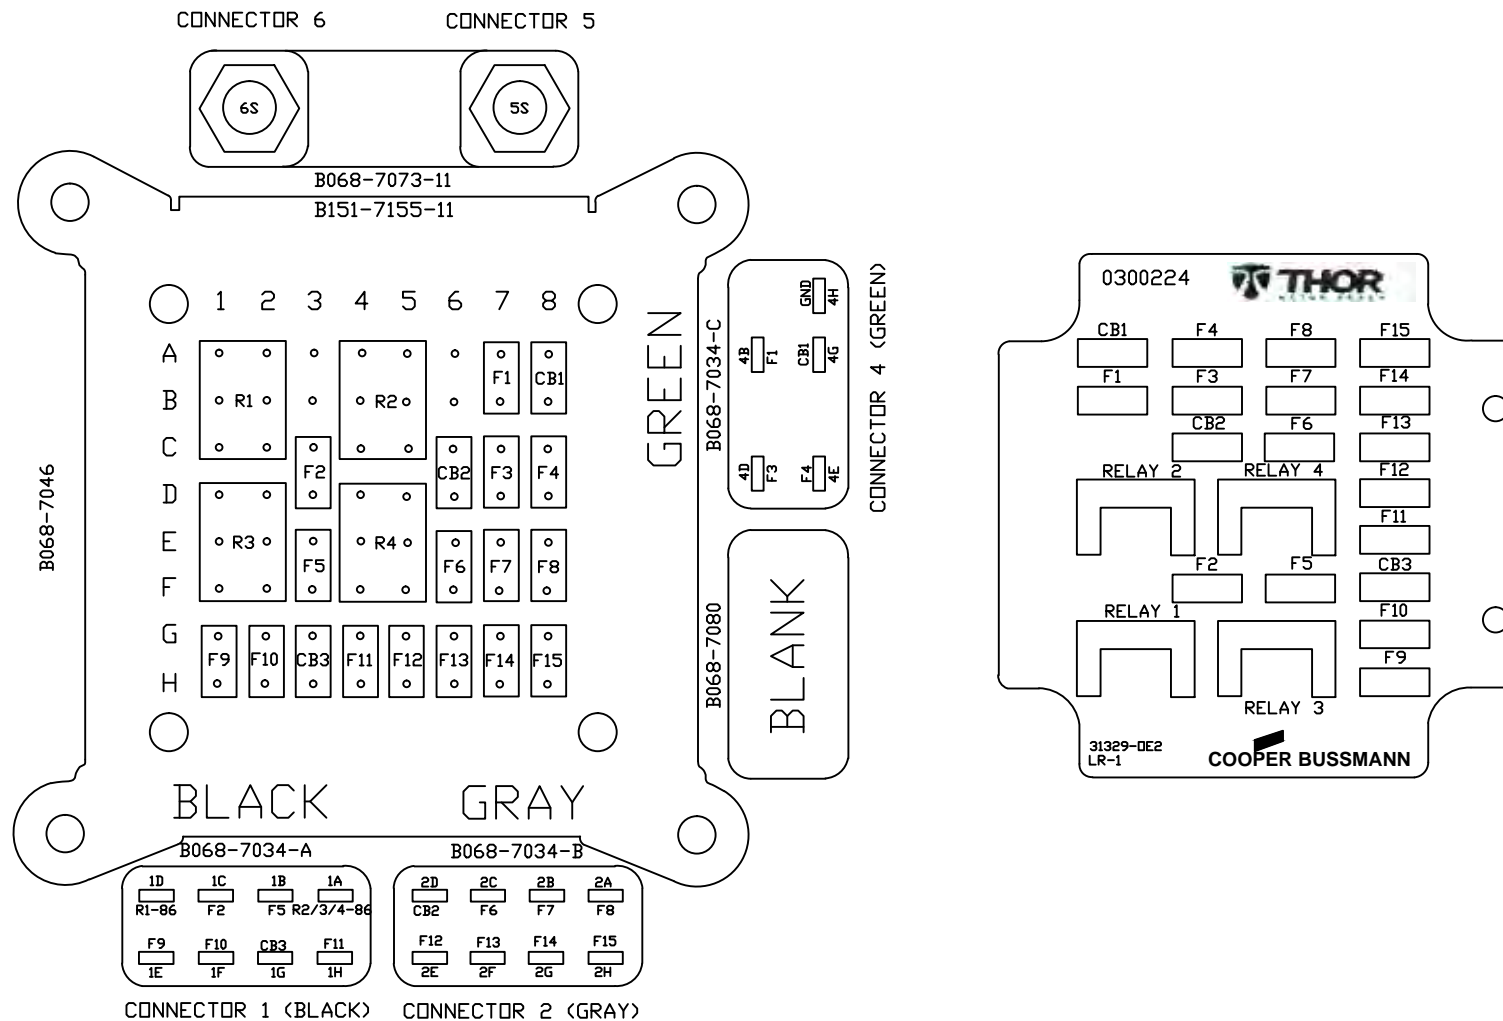 CONNECTOR 6
CONNECTOR 5
6S
5S
B068-7073-11
B151-7155-11
B068-7046
1 2 3 4 5 6 7 8
A
F1 CB1
B
R1 R2
C
F2 CB2 F3 F4
D
E
R3 R4
F5 F6 F7 F8
F
G
F9 F10 CB3 F11 F12 F13 F14 F15
H
GREEN
B068-7034-C
GND 4H
4B F1 CB1 4G
4D F3 F4 4E
CONNECTOR 4 (GREEN)
B068-7080
BLANK
BLACK
GRAY
B068-7034-A
B068-7034-B
1D 1C 1B 1A
R1-86 F2 F5 R2/3/4-86
F9 F10 CB3 F11
1E 1F 1G 1H
CONNECTOR 1 (BLACK)
2D 2C 2B 2A
CB2 F6 F7 F8
F12 F13 F14 F15
2E 2F 2G 2H
CONNECTOR 2 (GRAY)
0300224
THOR
CB1 F4 F8 F15
F1 F3 F7 F14
CB2 F6 F13
RELAY 2 RELAY 4 F12
F11
F2 F5 CB3
RELAY 1 F10
F9
RELAY 3
31329-0E2
LR-1
COOPER BUSSMANN